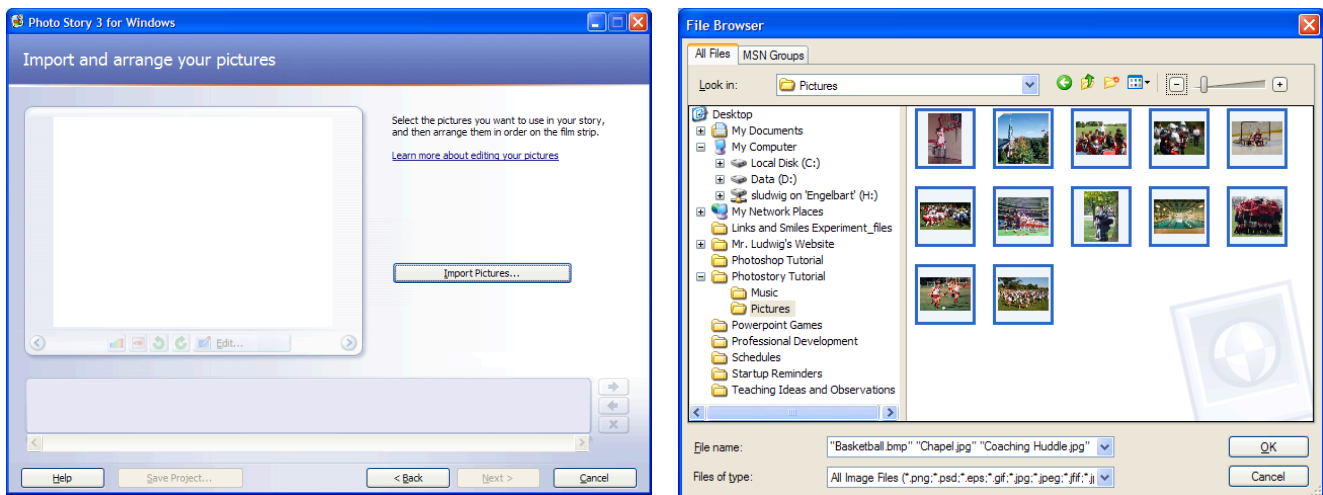 Photo Story 3 for Windows
Import and arrange your pictures
Select the pictures you want to use in your story,
and then arrange them in order on the film strip.
Learn more about editing your pictures
Import Pictures...
Edit...
Help
Save Project...
< Back
Next >
Cancel
File Browser
All Files
MSN Groups
Look in:
Pictures
Desktop
My Documents
My Computer
Local Disk (C:)
Data (D:)
sludwig on 'Engelbart' (H:)
My Network Places
Links and Smiles Experiment_files
Mr. Ludwig's Website
Photoshop Tutorial
Photostory Tutorial
Music
Pictures
Powerpoint Games
Professional Development
Schedules
Startup Reminders
Teaching Ideas and Observations
File name:
"Basketball.bmp" "Chapel.jpg" "Coaching Huddle.jpg"
OK
Files of type:
All Image Files (*.png;*.psd;*.eps;*.gif;*.jpg;*.jpeg;*.jfif;*.j
Cancel